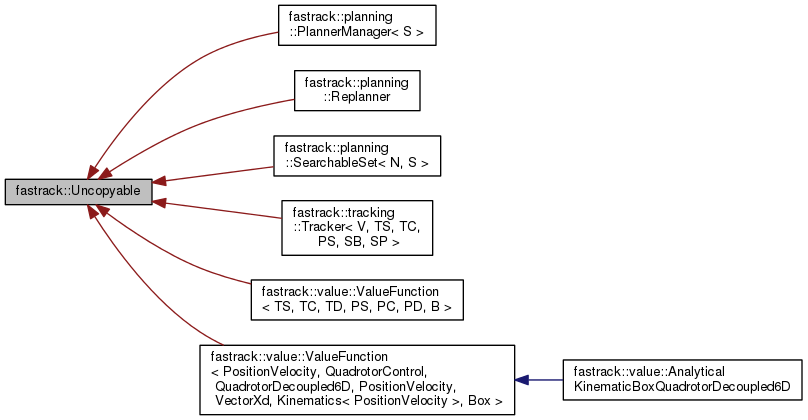 fastrack::planning
::PlannerManager< S >
fastrack::planning
::Replanner
fastrack::planning
::SearchableSet< N, S >
fastrack::Uncopyable
fastrack::tracking
::Tracker< V, TS, TC,
PS, SB, SP >
fastrack::value::ValueFunction
< TS, TC, TD, PS, PC, PD, B >
fastrack::value::ValueFunction
< PositionVelocity, QuadrotorControl,
QuadrotorDecoupled6D, PositionVelocity,
VectorXd, Kinematics< PositionVelocity >, Box >
fastrack::value::Analytical
KinematicBoxQuadrotorDecoupled6D